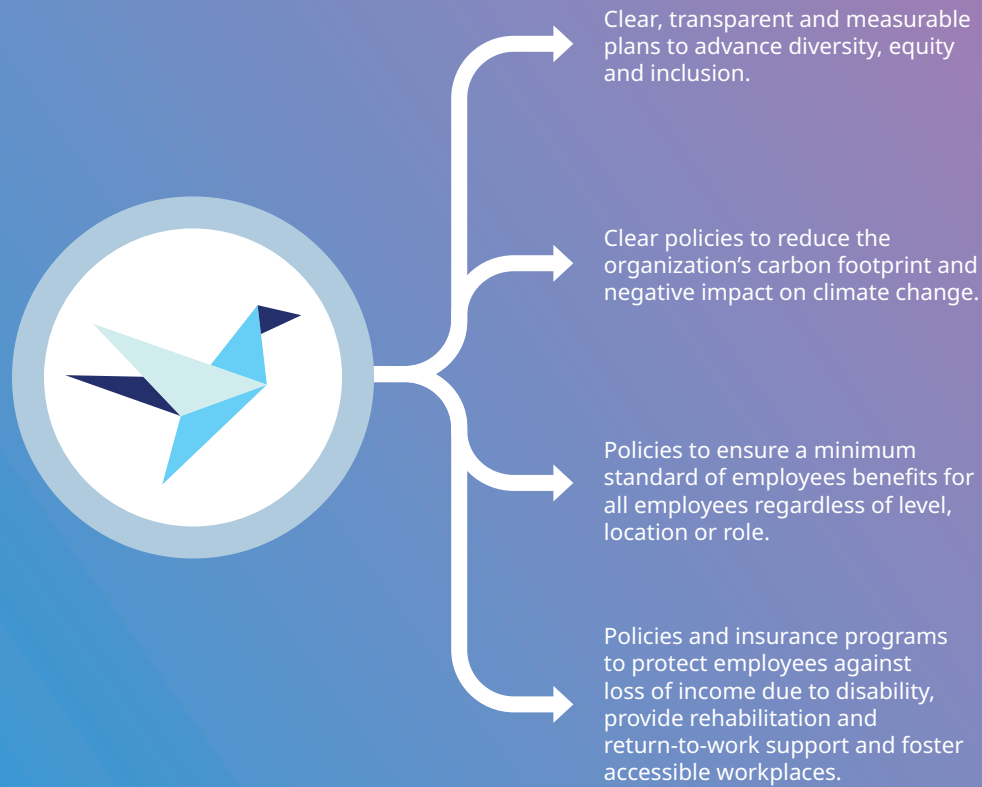 Clear, transparent and measurable
plans to advance diversity, equity
and inclusion.
Clear policies to reduce the
organization’s carbon footprint and
negative impact on climate change.
Policies to ensure a minimum
standard of employees benefits for
all employees regardless of level,
location or role.
Policies and insurance programs
to protect employees against
loss of income due to disability,
provide rehabilitation and
return-to-work support and foster
accessible workplaces.